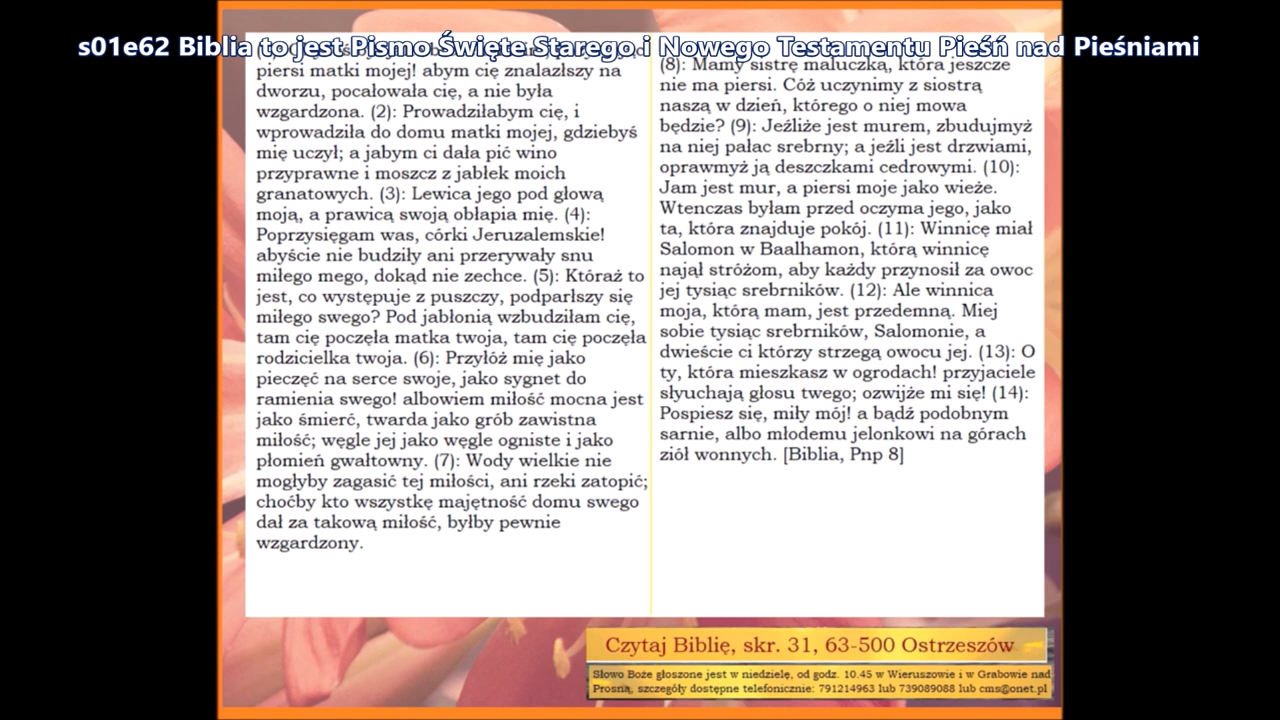 s01e62 Biblia to jest Pismo Święte Starego i Nowego Testamentu Pieśń nad Pieśniami
piersi matki mojej! abym cię znalazłszy na
dworzu, pocałowała cię, a nie była
wzgardzona. (2): Prowadziłabym cię, i
wprowadziła do domu matki mojej, gdziebyś
mię uczył; a jabym ci dała pić wino
przyprawne i moszcz z jabłek moich
granatowych. (3): Lewica jego pod głową
moją, a prawicą swoją obłapia mię. (4):
Poprzysięgam was, córki Jeruzalemskie!
abyście nie budziły ani przerywały snu
miłego mego, dokąd nie zechce. (5): Któraż to
jest, co występuje z puszczy, podparłszy się
miłego swego? Pod jabłonią wzbudziłam cię,
tam cię poczęła matka twoja, tam cię poczęła
rodzicielka twoja. (6): Przyłóż mię jako
pieczęć na serce swoje, jako sygnet do
ramienia swego! albowiem miłość mocna jest
jako śmierć, twarda jako grób zawistna
miłość; węgle jej jako węgle ogniste i jako
płomień gwałtowny. (7): Wody wielkie nie
mogłyby zagasić tej miłości, ani rzeki zatopić;
choćby kto wszystkę majętność domu swego
dał za takową miłość, byłby pewnie
wzgardzony.
(8): Mamy siostrę maluczką, która jeszcze
nie ma piersi. Cóż uczynimy z siostrą
naszą w dzień, którego o niej mowa
będzie? (9): Jeźliże jest murem, zbudujmyż
na niej pałac srebrny; a jeźli jest drzwiami,
oprawmyż ją deszczkami cedrowymi. (10):
Jam jest mur, a piersi moje jako wieże.
Wtenczas byłam przed oczyma jego, jako
ta, która znajduje pokój. (11): Winnicę miał
Salomon w Baalhamon, którą winnicę
najął stróżom, aby każdy przynosił za owoc
jej tysiąc srebrników. (12): Ale winnica
moja, którą mam, jest przedemną. Miej
sobie tysiąc srebrników, Salomonie, a
dwieście ci którzy strzegą owocu jej. (13): O
ty, która mieszkasz w ogrodach! przyjaciele
słyuchają głosu twego; ozwijże mi się! (14):
Pospiesz się, miły mój! a bądź podobnym
sarnie, albo młodemu jelonkowi na górach
ziół wonnych. [Biblia, Pnp 8]
Czytaj Biblię, skr. 31, 63-500 Ostrzeszów
Słowo Boże głoszone jest w niedzielę, od godz. 10.45 w Wieruszowie i w Grabowie nad
Prosną, szczegóły dostępne telefonicznie: 791214963 lub 739089088 lub cms@onet.pl